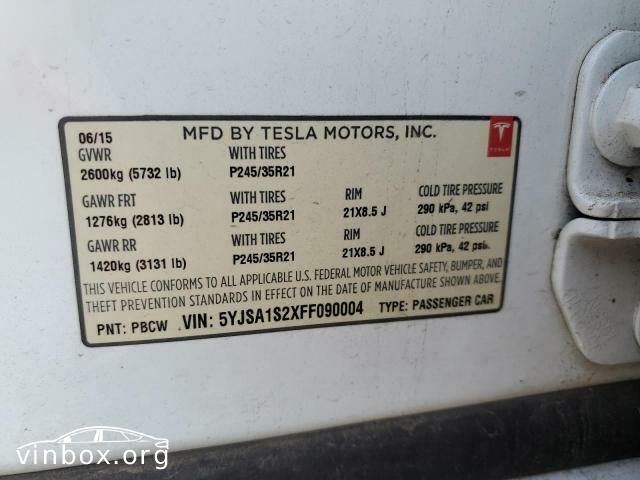 06/15 MFD BY TESLA MOTORS, INC.
TESLA
GVWR WITH TIRES
2600kg (5732 lb) P245/35R21
GAWR FRT WITH TIRES RIM COLD TIRE PRESSURE
1276kg (2813 lb) P245/35R21 21X8.5 J 290 kPa, 42 psi
GAWR RR WITH TIRES RIM COLD TIRE PRESSURE
1420kg (3131 lb) P245/35R21 21X8.5 J 290 kPa, 42 psi
THIS VEHICLE CONFORMS TO ALL APPLICABLE U.S. FEDERAL MOTOR VEHICLE SAFETY, BUMPER, AND
THEFT PREVENTION STANDARDS IN EFFECT ON THE DATE OF MANUFACTURE SHOWN ABOVE.
PNT: PBCW VIN: 5YJSA1S2XFF090004 TYPE: PASSENGER CAR
vinbox.org